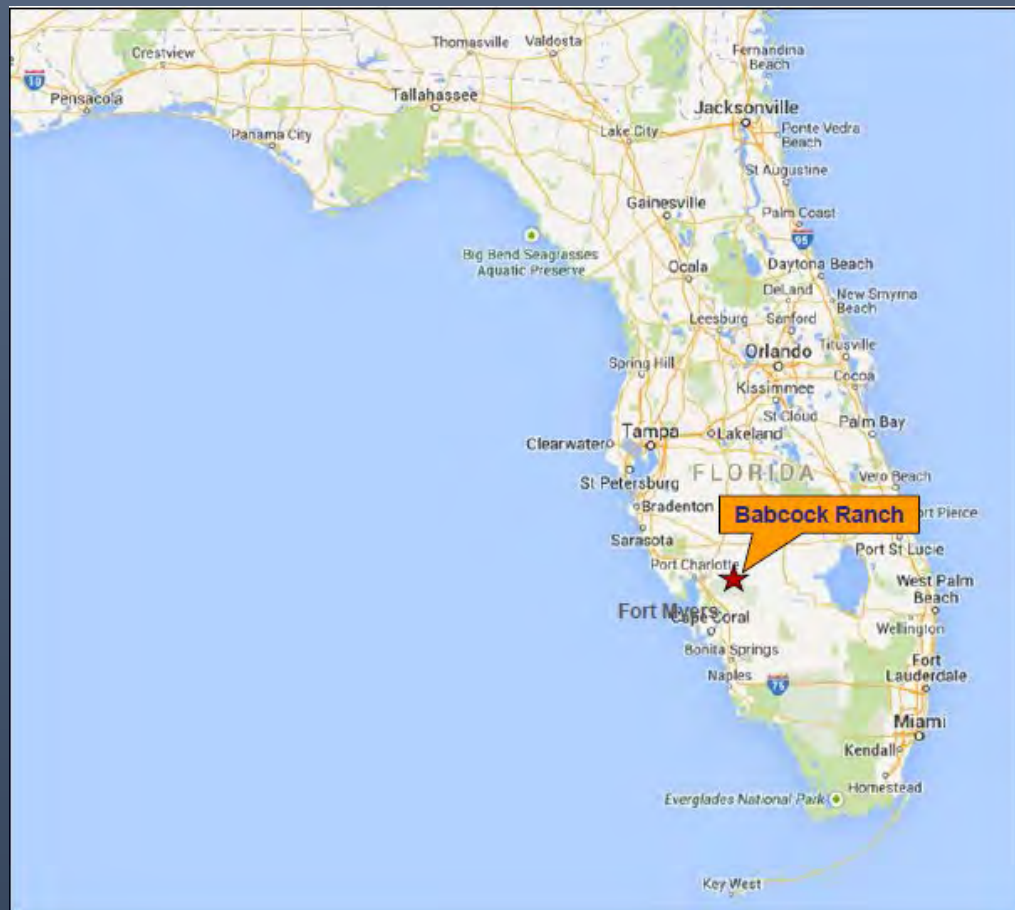 Thomasville
Valdosta
Crestview
Fernandina
Beach
10
Pensacola
Tallahassee
Jacksonville
Panama City
Lake City
Ponte Vedra
Beach
St Augustine
Gainesville
Palm Coast
95
Big Bend Seagrasses
Aquatic Preserve
Ocala
Daytona Beach
DeLand
New Smyrna
Beach
Leesburg
Sanford
Titusville
Orlando
Spring Hill
Cocoa
Kissimmee
St Cloud
Palm Bay
Clearwater
Tampa
Lakeland
FLORIDA
St Petersburg
Vero Beach
Bradenton
Babcock Ranch
Pierce
Sarasota
Port St Lucie
Port Charlotte
West Palm
Beach
Fort Myers
Cape Coral
Wellington
Bonita Springs
Fort
Lauderdale
Naples
75
Miami
Kendall
Homestead
Everglades National Park
Key West